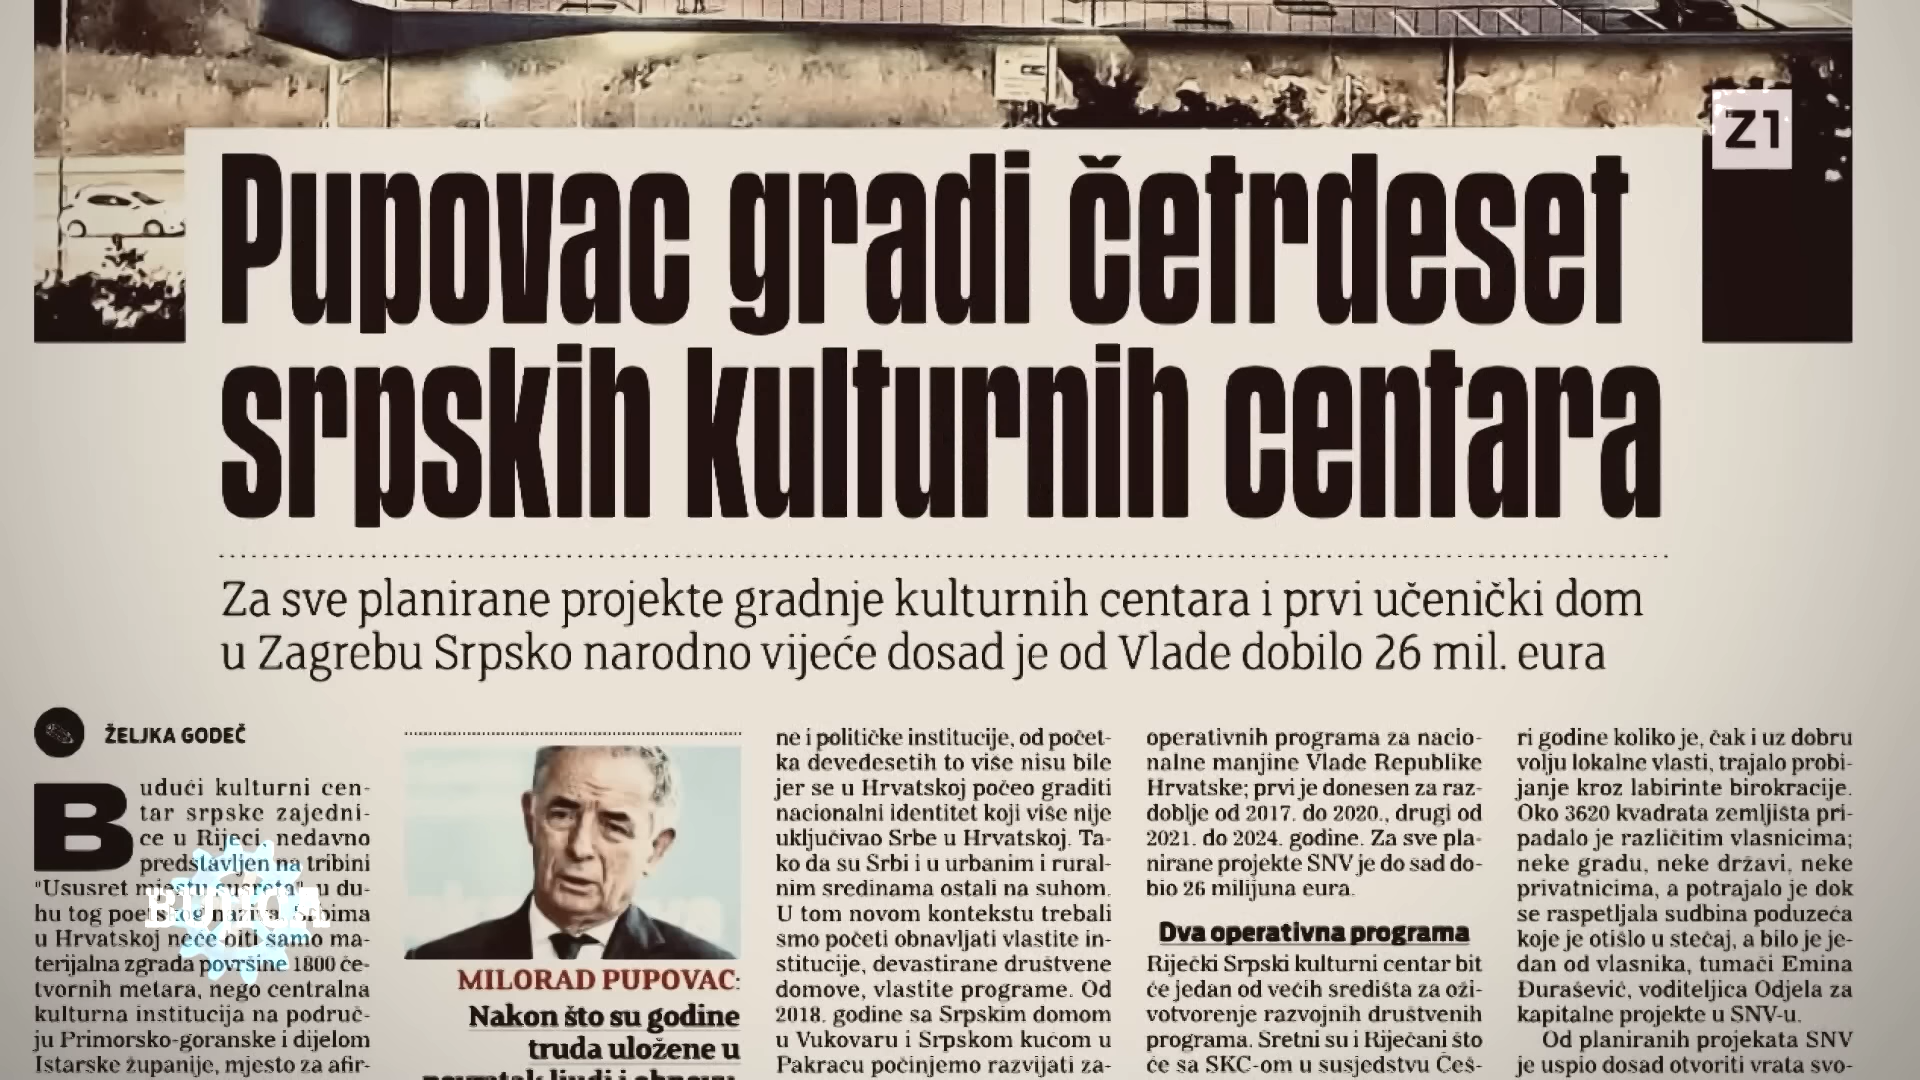 Z1
Pupovac gradi četrdeset
srpskih kulturnih centara
Za sve planirane projekte gradnje kulturnih centara i prvi učenički dom
u Zagrebu Srpsko narodno vijeće dosad je od Vlade dobilo 26 mil. eura
ŽELJKA GODEČ
Budući kulturni cen-
tar srpske zajedni-
ce u Rijeci, nedavno
predstavljen na tribini
"Ususret mjestu susreta", u du-
hu tog poetskog naziva, Srbima
u Hrvatskoj neće biti samo ma-
terijalna zgrada površine 1800 če-
tvornih metara, nego centralna
kulturna institucija na područ-
ju Primorsko-goranske i dijelom
Istarske županije, mjesto za afir-
BUJICA
MILORAD PUPOVAC:
Nakon što su godine
truda uložene u
povratak ljudi i obnovu,
ne i političke institucije, od počet-
ka devedesetih to više nisu bile
jer se u Hrvatskoj počeo graditi
nacionalni identitet koji više nije
uključivao Srbe u Hrvatskoj. Ta-
ko da su Srbi i u urbanim i rural-
nim sredinama ostali na suhom.
U tom novom kontekstu trebali
smo početi obnavljati vlastite in-
stitucije, devastirane društvene
domove, vlastite programe. Od
2018. godine sa Srpskim domom
u Vukovaru i Srpskom kućom u
Pakracu počinjemo razvijati za-
operativnih programa za nacio-
nalne manjine Vlade Republike
Hrvatske; prvi je donesen za raz-
doblje od 2017. do 2020., drugi od
2021. do 2024. godine. Za sve pla-
nirane projekte SNV je do sad do-
bio 26 milijuna eura.
Dva operativna programa
Riječki Srpski kulturni centar bit
će jedan od većih središta za oži-
votvorenje razvojnih društvenih
programa. Sretni su i Riječani što
će sa SKC-om u susjedstvu Češ-
ri godine koliko je, čak i uz dobru
volju lokalne vlasti, trajalo probi-
janje kroz labirinte birokracije.
Oko 3620 kvadrata zemljišta pri-
padalo je različitim vlasnicima;
neke gradu, neke državi, neke
privatnicima, a potrajalo je dok
se raspetljala sudbina poduzeća
koje je otišlo u stečaj, a bilo je je-
dan od vlasnika, tumači Emina
Đurašević, voditeljica Odjela za
kapitalne projekte u SNV-u.
Od planiranih projekata SNV
je uspio dosad otvoriti vrata svo-